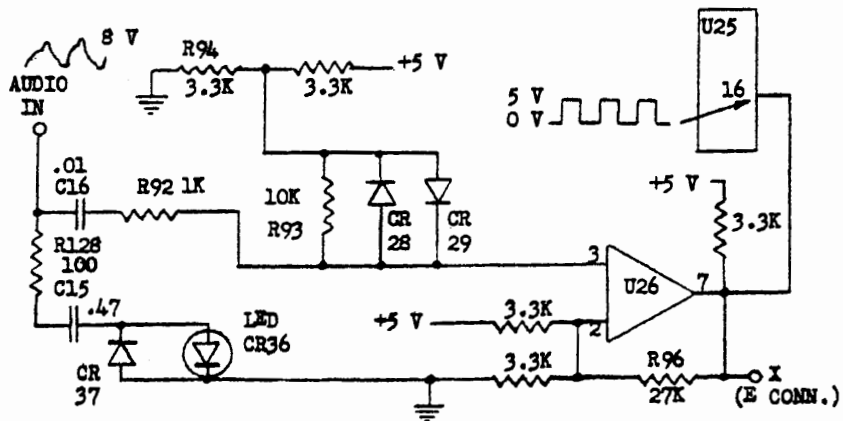 8 V
AUDIO
IN
R94
3.3K
3.3K
+5 V
U25
16
5 V
0 V
.01
C16
R92 1K
10K
R93
CR
28
CR
29
+5 V
3.3K
R128
100
C15
.47
LED
CR36
CR
37
3
2
U26
7
+5 V
3.3K
3.3K
R96
27K
X
(E CONN.)